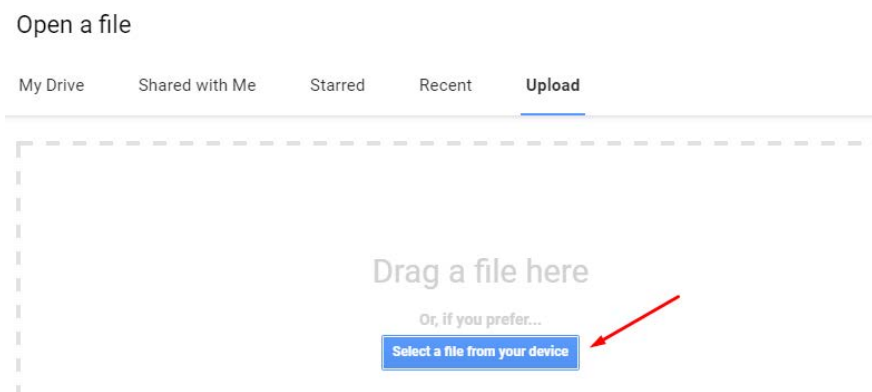 Open a file
My Drive Shared with Me Starred Recent Upload
Drag a file here
Or, if you prefer...
Select a file from your device